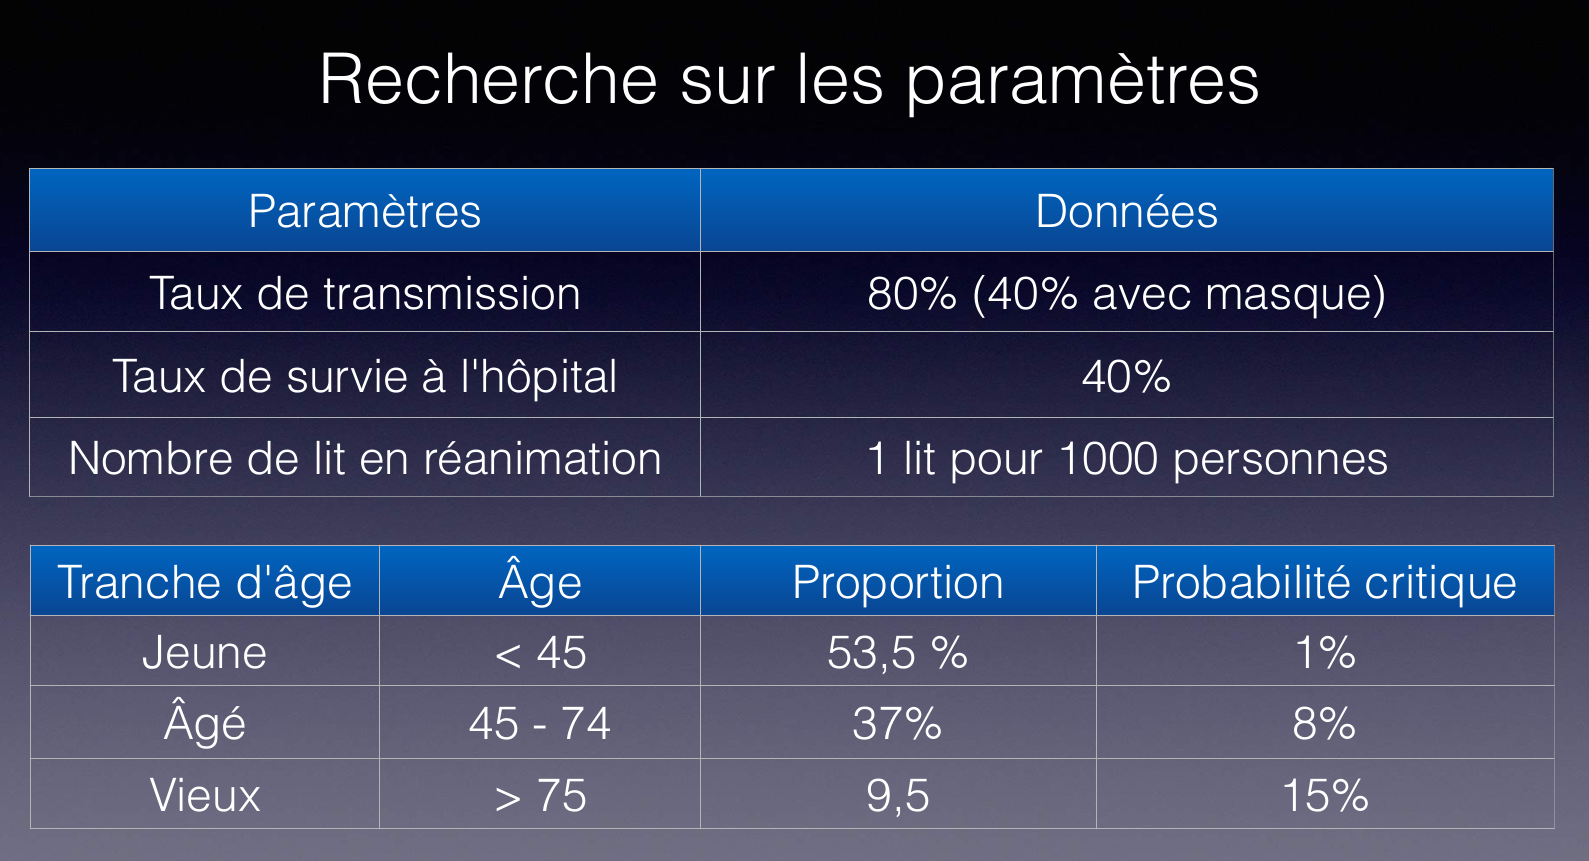 Recherche sur les paramètres
Paramètres Données
Taux de transmission 80% (40% avec masque)
Taux de survie à l'hôpital 40%
Nombre de lit en réanimation 1 lit pour 1000 personnes
Tranche d'âge Âge Proportion Probabilité critique
Jeune < 45 53,5 % 1%
Âgé 45 - 74 37% 8%
Vieux > 75 9,5 15%